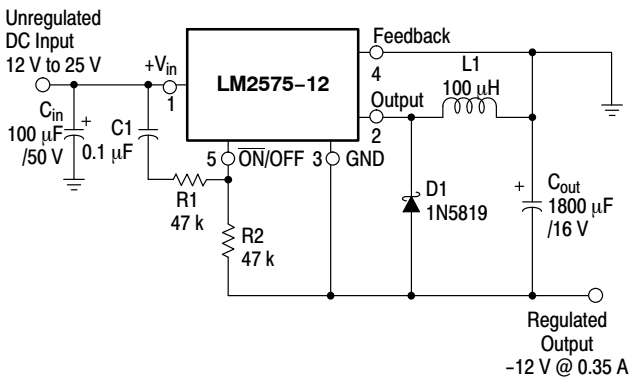 Unregulated
DC Input
12 V to 25 V
+Vin
1
LM2575-12
Feedback
4
L1
100 μH
Output
2
Cin
100 μF
/50 V
+
C1
0.1 μF
5
ON/OFF
3
GND
R1
47 k
R2
47 k
D1
1N5819
+
Cout
1800 μF
/16 V
Regulated
Output
-12 V @ 0.35 A